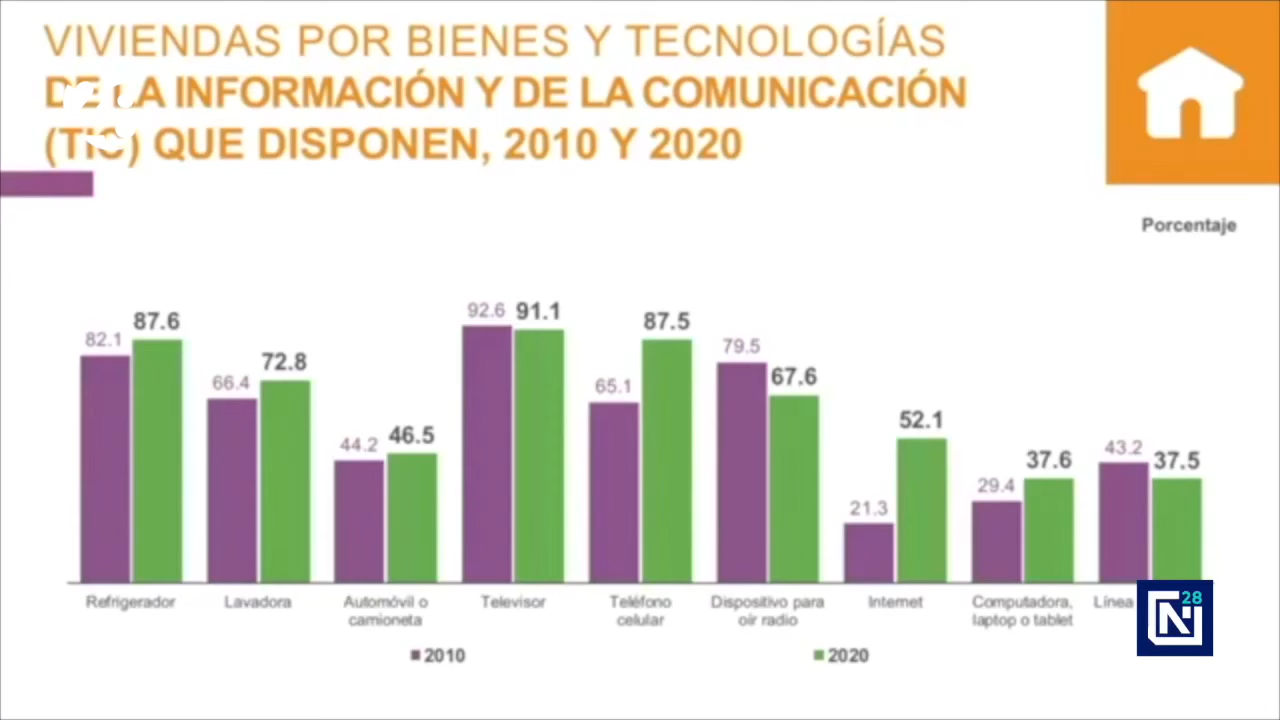 VIVIENDAS POR BIENES Y TECNOLOGÍAS
DE LA INFORMACIÓN Y DE LA COMUNICACIÓN
(TIC) QUE DISPONEN, 2010 Y 2020
Porcentaje
82.1 87.6
66.4 72.8
44.2 46.5
92.6 91.1
65.1 87.5
79.5 67.6
21.3 52.1
29.4 37.6
43.2 37.5
Refrigerador
Lavadora
Automóvil o
camioneta
Televisor
Teléfono
celular
Dispositivo para
oír radio
Internet
Computadora,
laptop o tablet
Línea
2010
2020
N 28